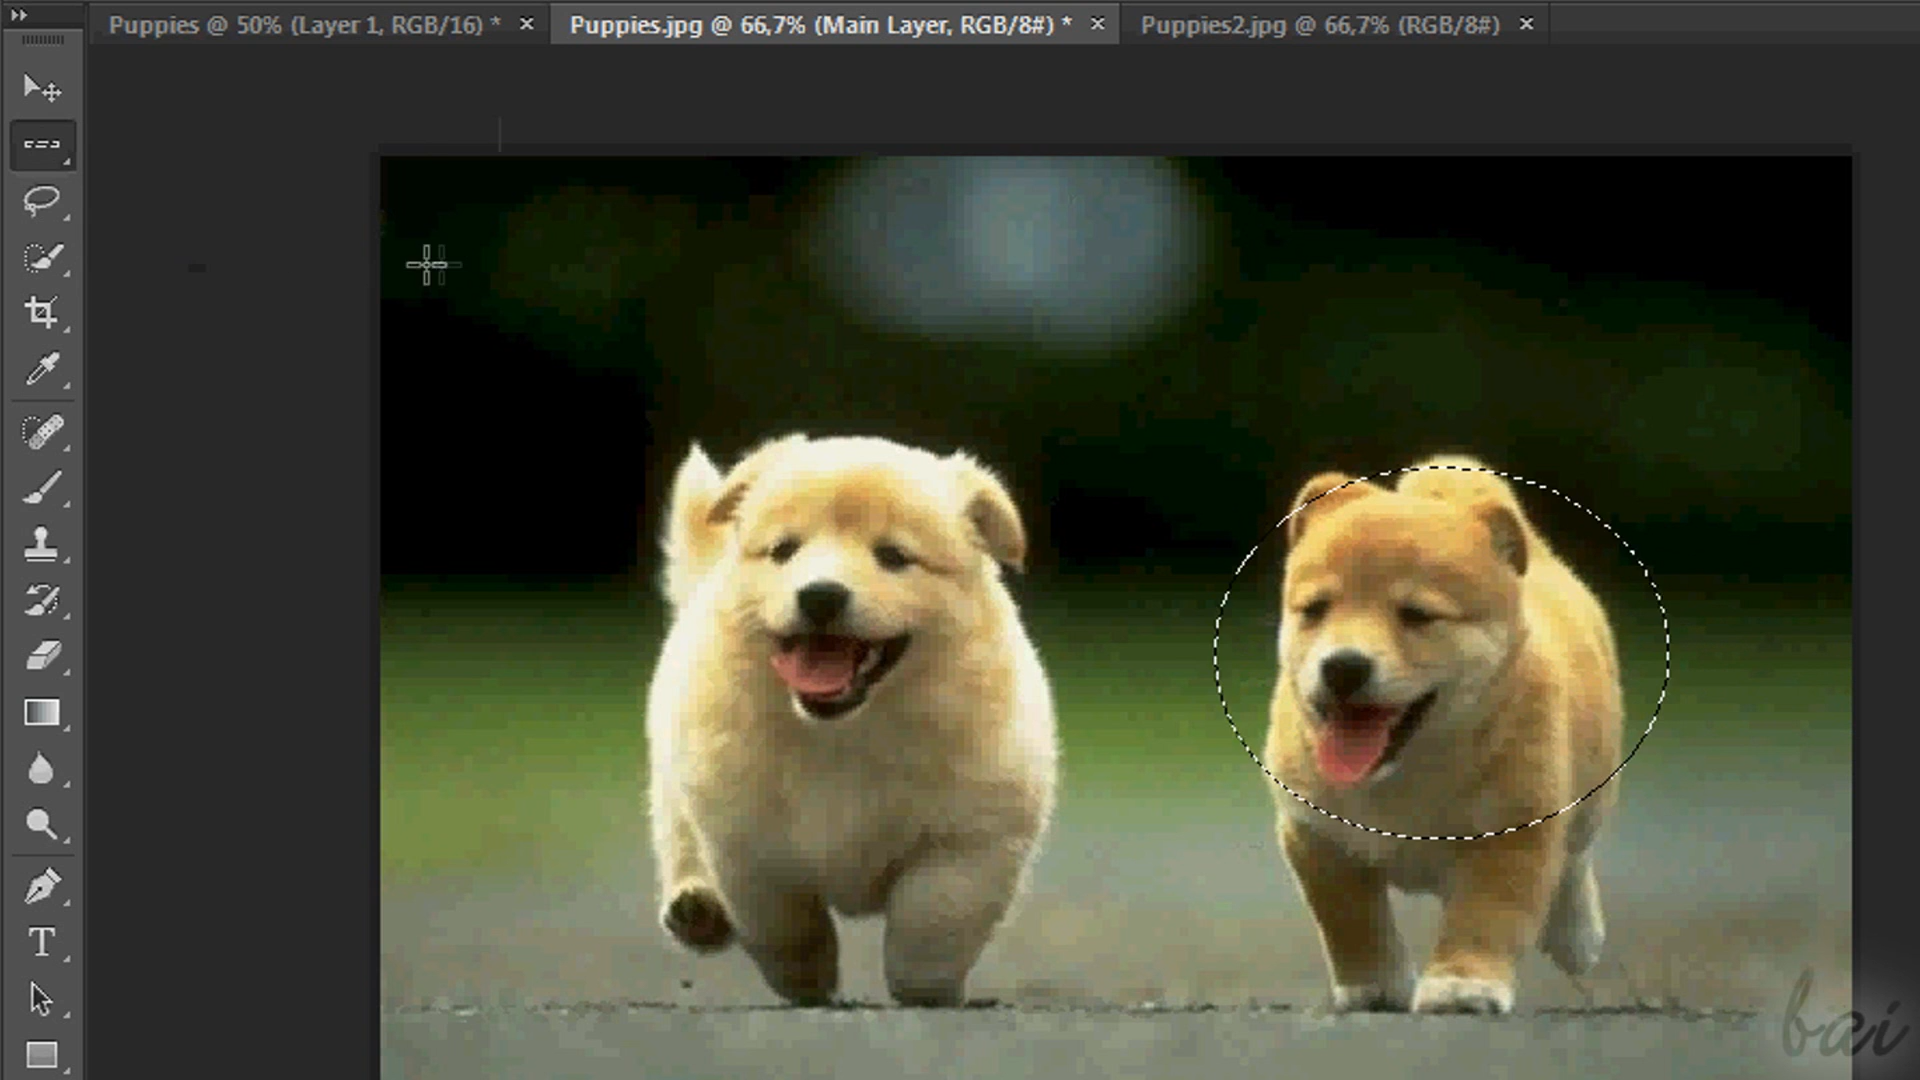 Puppies @ 50% (Layer 1, RGB/16) *
Puppies.jpg @ 66,7% (Main Layer, RGB/8#) *
Puppies2.jpg @ 66,7% (RGB/8#)
T
bai